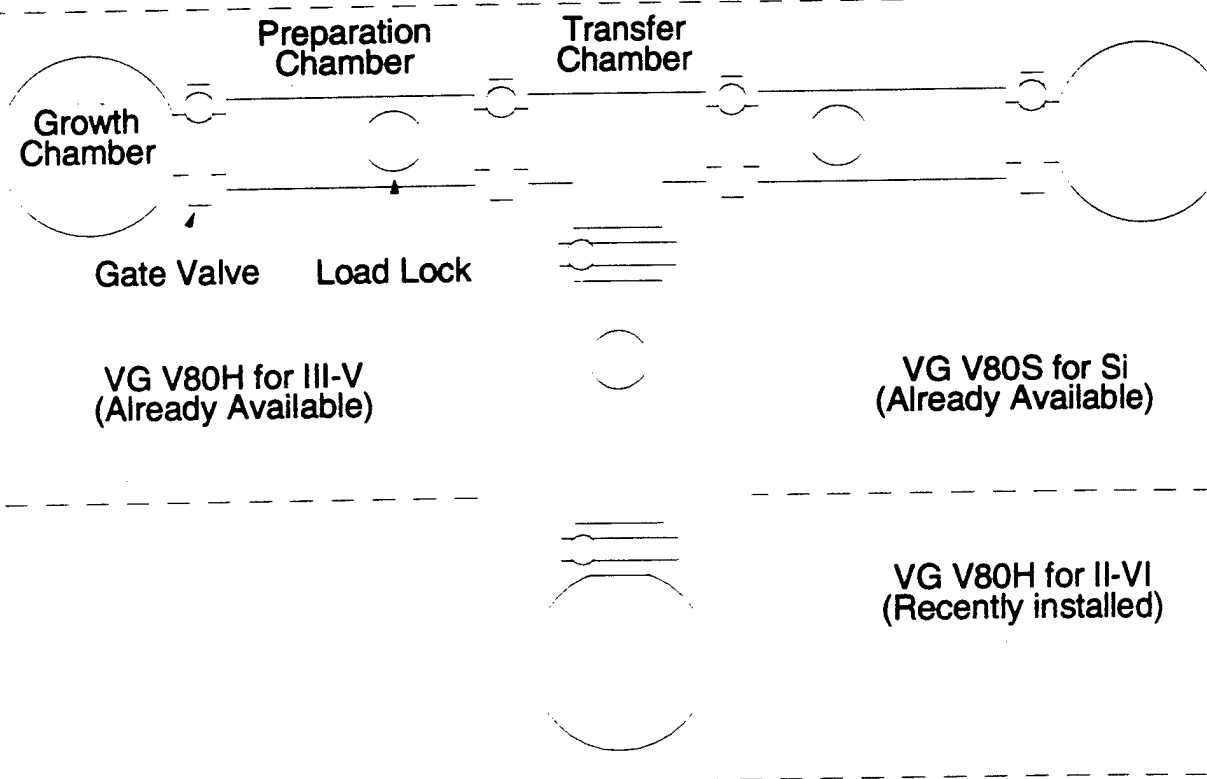 Preparation
Chamber
Transfer
Chamber
Growth
Chamber
Gate Valve
Load Lock
VG V80H for III-V
(Already Available)
VG V80S for Si
(Already Available)
VG V80H for II-VI
(Recently installed)